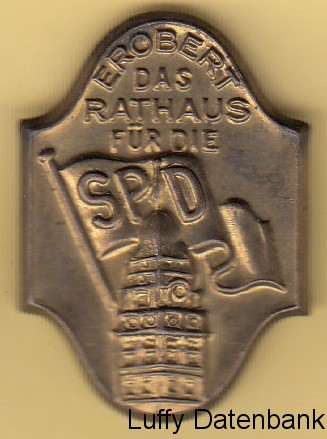 EROBERT
DAS
RATHAUS
FÜR DIE
SPD
Luffy Datenbank